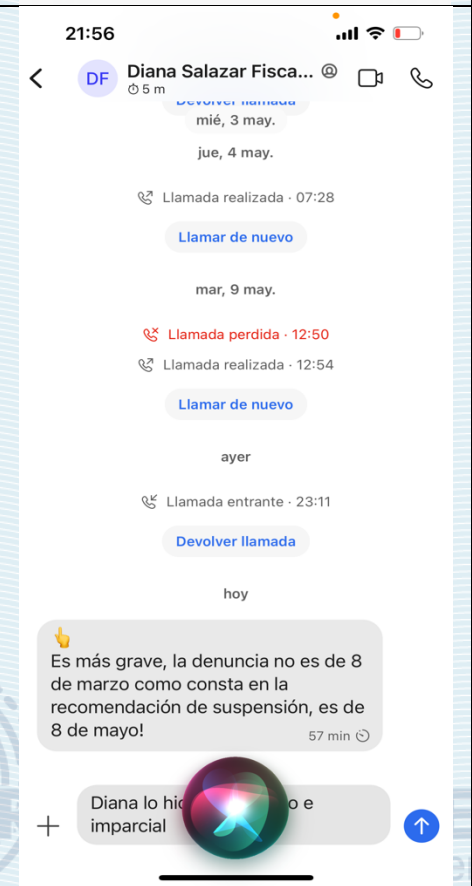 21:56
DF
Diana Salazar Fisca...
5 m
Devolver llamada
mié, 3 may.
jue, 4 may.
Llamada realizada · 07:28
Llamar de nuevo
mar, 9 may.
Llamada perdida · 12:50
Llamada realizada · 12:54
Llamar de nuevo
ayer
Llamada entrante · 23:11
Devolver llamada
hoy
👆
Es más grave, la denuncia no es de 8
de marzo como consta en la
recomendación de suspensión, es de
8 de mayo!
57 min
Diana lo e
imparcial